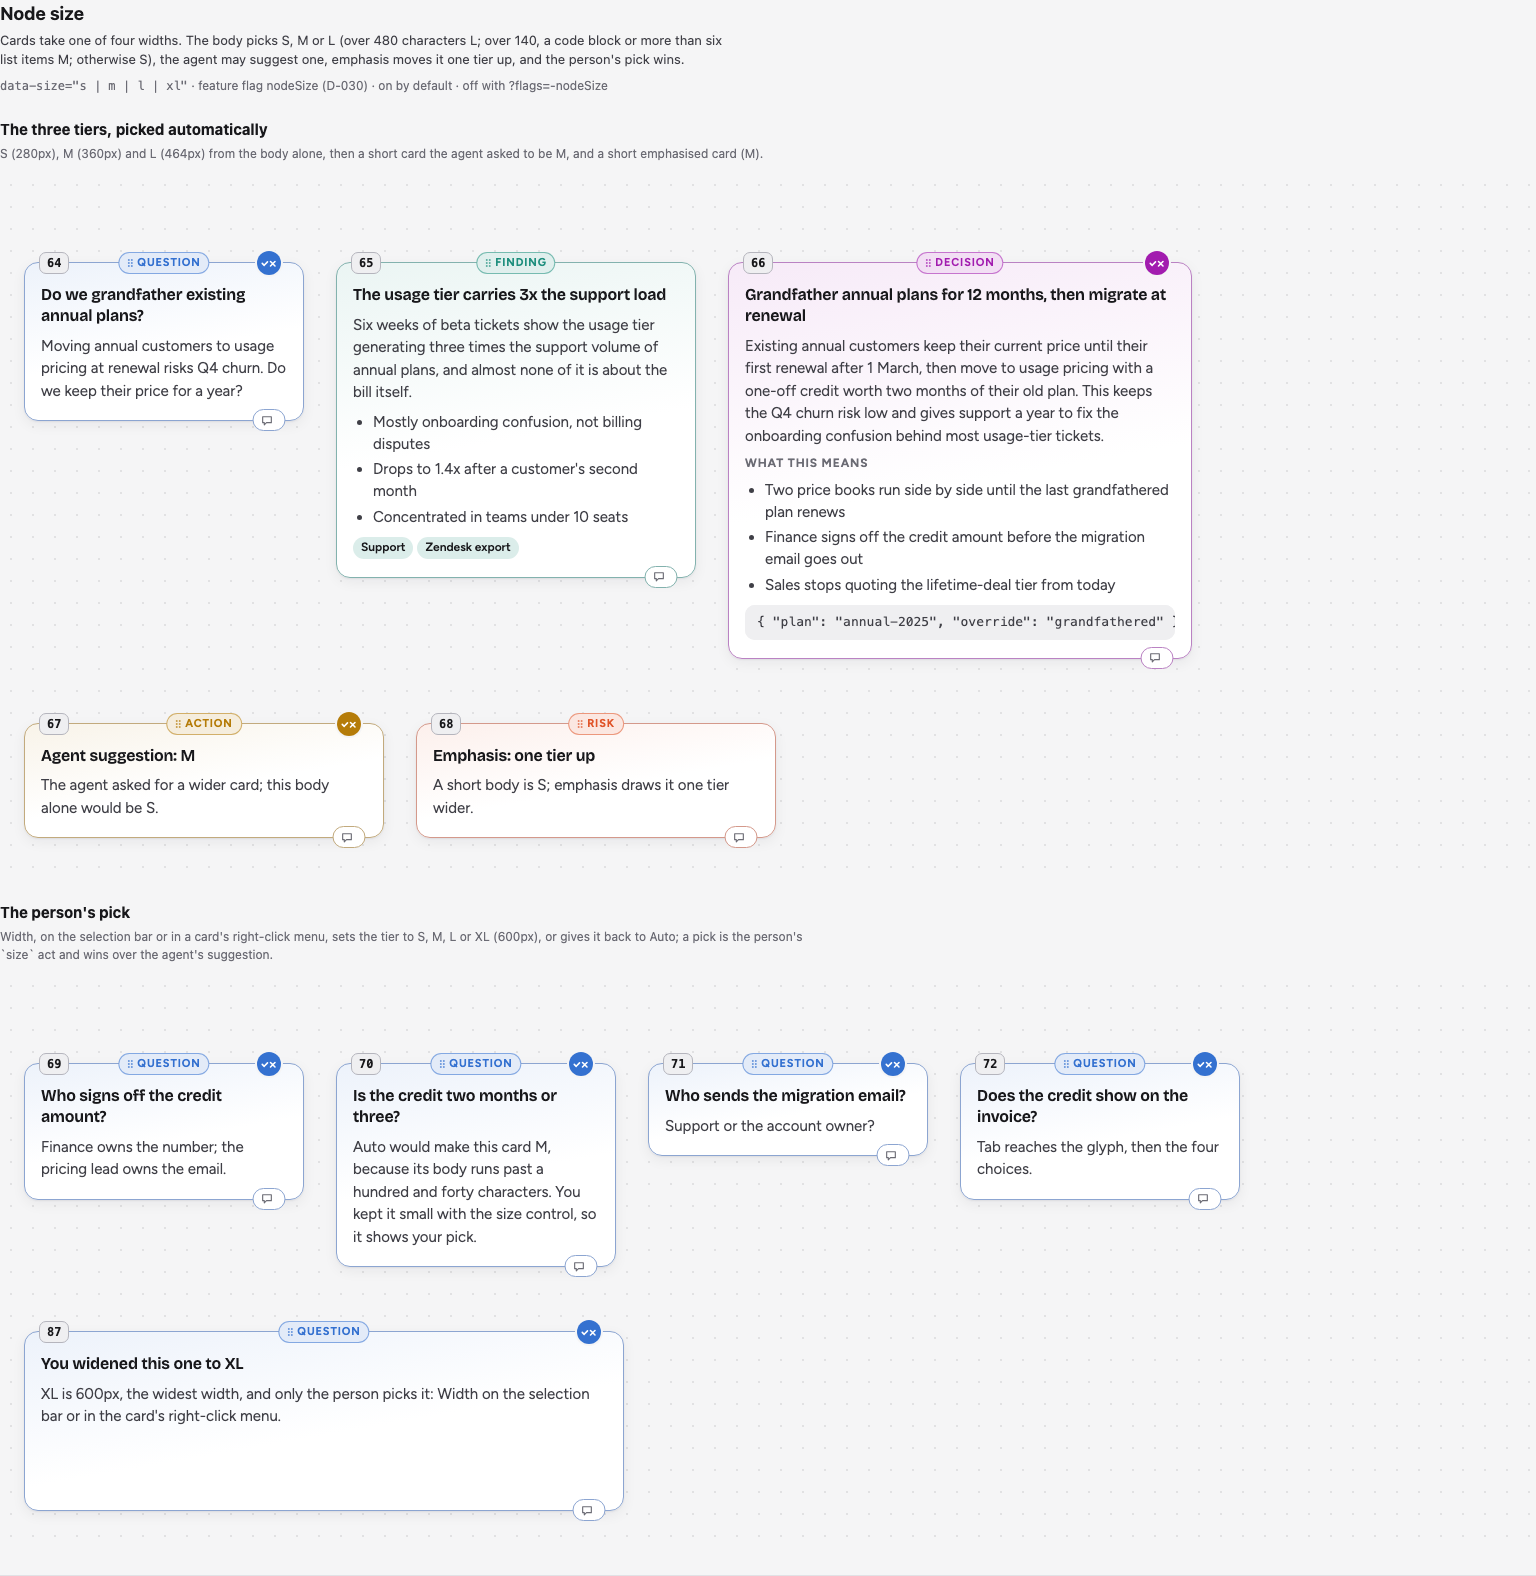 Node size
Cards take one of four widths. The body picks S, M or L (over 480 characters L; over 140, a code block or more than six
list items M; otherwise S), the agent may suggest one, emphasis moves it one tier up, and the person's pick wins.
data-size="s | m | l | xl" · feature flag nodeSize (D-030) · on by default · off with ?flags=-nodeSize
The three tiers, picked automatically
S (280px), M (360px) and L (464px) from the body alone, then a short card the agent asked to be M, and a short emphasised card (M).
64
QUESTION
Do we grandfather existing
annual plans?
Moving annual customers to usage
pricing at renewal risks Q4 churn. Do
we keep their price for a year?
65
FINDING
The usage tier carries 3x the support load
Six weeks of beta tickets show the usage tier
generating three times the support volume of
annual plans, and almost none of it is about the
bill itself.
• Mostly onboarding confusion, not billing
disputes
• Drops to 1.4x after a customer's second
month
• Concentrated in teams under 10 seats
Support Zendesk export
66
DECISION
Grandfather annual plans for 12 months, then migrate at
renewal
Existing annual customers keep their current price until their
first renewal after 1 March, then move to usage pricing with a
one-off credit worth two months of their old plan. This keeps
the Q4 churn risk low and gives support a year to fix the
onboarding confusion behind most usage-tier tickets.
WHAT THIS MEANS
• Two price books run side by side until the last grandfathered
plan renews
• Finance signs off the credit amount before the migration
email goes out
• Sales stops quoting the lifetime-deal tier from today
{ "plan": "annual-2025", "override": "grandfathered" }
67
ACTION
Agent suggestion: M
The agent asked for a wider card; this body
alone would be S.
68
RISK
Emphasis: one tier up
A short body is S; emphasis draws it one tier
wider.
The person's pick
Width, on the selection bar or in a card's right-click menu, sets the tier to S, M, L or XL (600px), or gives it back to Auto; a pick is the person's
`size` act and wins over the agent's suggestion.
69
QUESTION
Who signs off the credit
amount?
Finance owns the number; the
pricing lead owns the email.
70
QUESTION
Is the credit two months or
three?
Auto would make this card M,
because its body runs past a
hundred and forty characters. You
kept it small with the size control, so
it shows your pick.
71
QUESTION
Who sends the migration email?
Support or the account owner?
72
QUESTION
Does the credit show on the
invoice?
Tab reaches the glyph, then the four
choices.
87
QUESTION
You widened this one to XL
XL is 600px, the widest width, and only the person picks it: Width on the selection
bar or in the card's right-click menu.